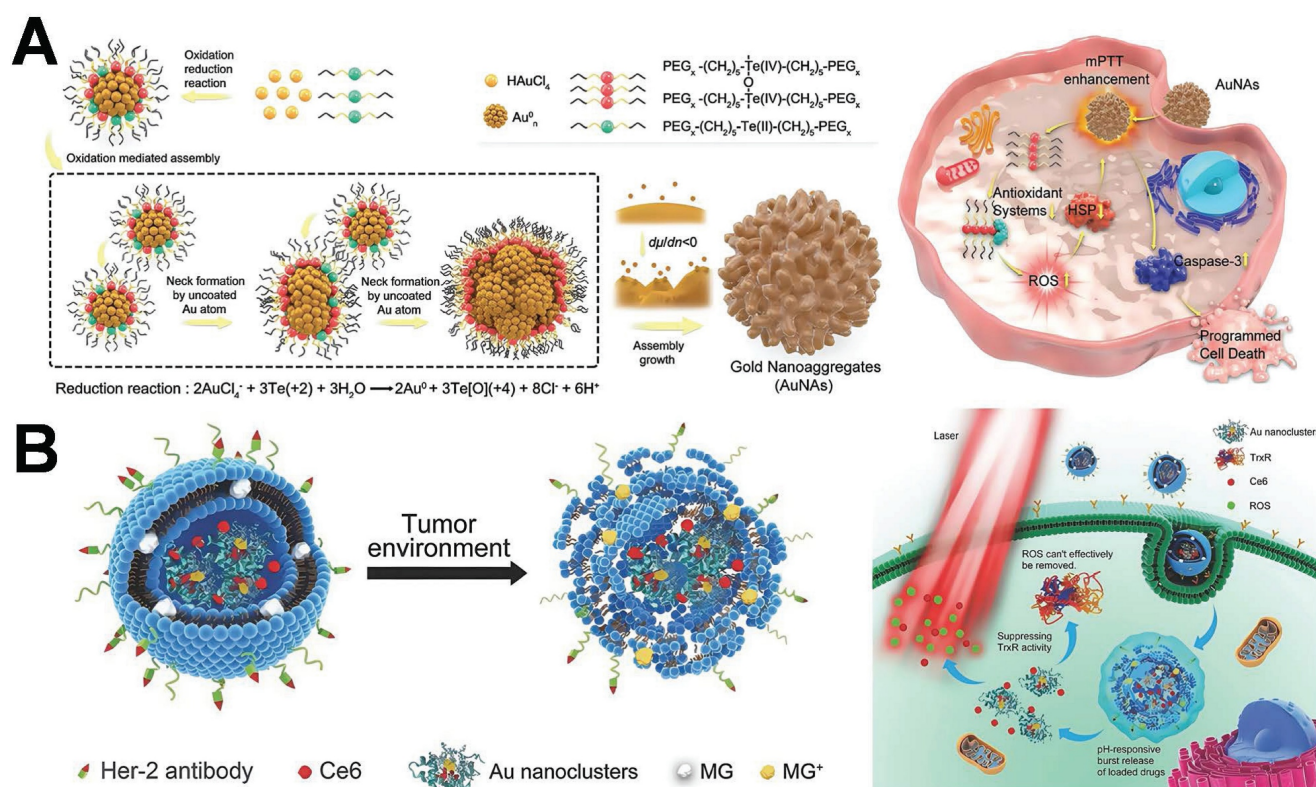 A
Oxidation
reduction
reaction
HAuCl₄
Au⁰ₙ
PEGₓ-(CH₂)₅-Te(IV)-(CH₂)₅-PEGₓ
O
PEGₓ-(CH₂)₅-Te(IV)-(CH₂)₅-PEGₓ
PEGₓ-(CH₂)₅-Te(II)-(CH₂)₅-PEGₓ
Oxidation mediated assembly
Neck formation
by uncoated
Au atom
Neck formation
by uncoated
Au atom
dμ/dn<0
Assembly
growth
Gold Nanoaggregates
(AuNAs)
Reduction reaction : 2AuCl₄⁻ + 3Te(+2) + 3H₂O → 2Au⁰ + 3Te[O](+4) + 8Cl⁻ + 6H⁺
mPTT
enhancement
AuNAs
Antioxidant
Systems
HSP
ROS
Caspase-3
Programmed
Cell Death
B
Tumor
environment
Her-2 antibody
Ce6
Au nanoclusters
MG
MG⁺
Laser
Au nanocluster
TrxR
Ce6
ROS
ROS can't effectively
be removed.
Suppressing
TrxR activity
pH-responsive
burst release
of loaded drugs